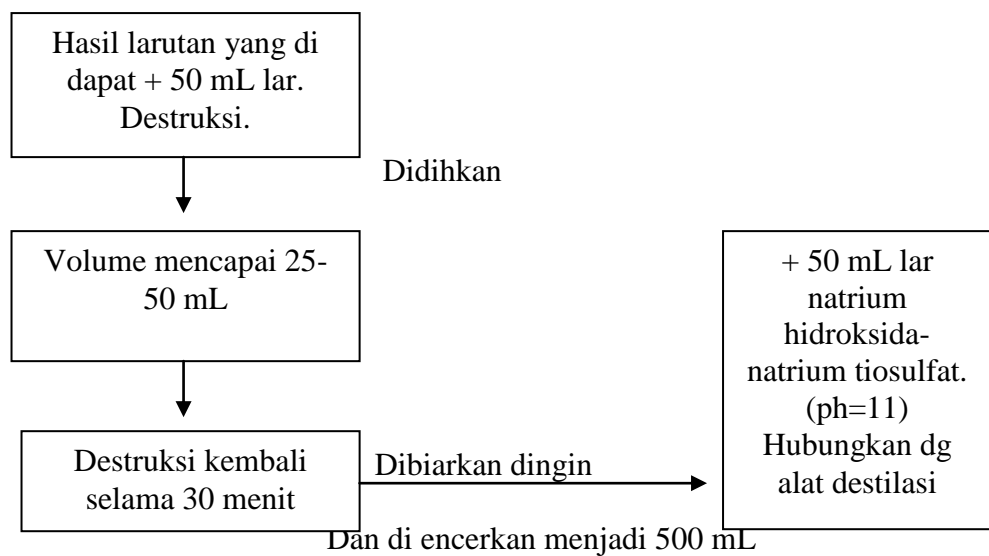 Hasil larutan yang di
dapat + 50 mL lar.
Destruksi.
Didihkan
Volume mencapai 25-
50 mL
Destruksi kembali
selama 30 menit
Dibiarkan dingin
Dan di encerkan menjadi 500 mL
+ 50 mL lar
natrium
hidroksida-
natrium tiosulfat.
(ph=11)
Hubungkan dg
alat destilasi